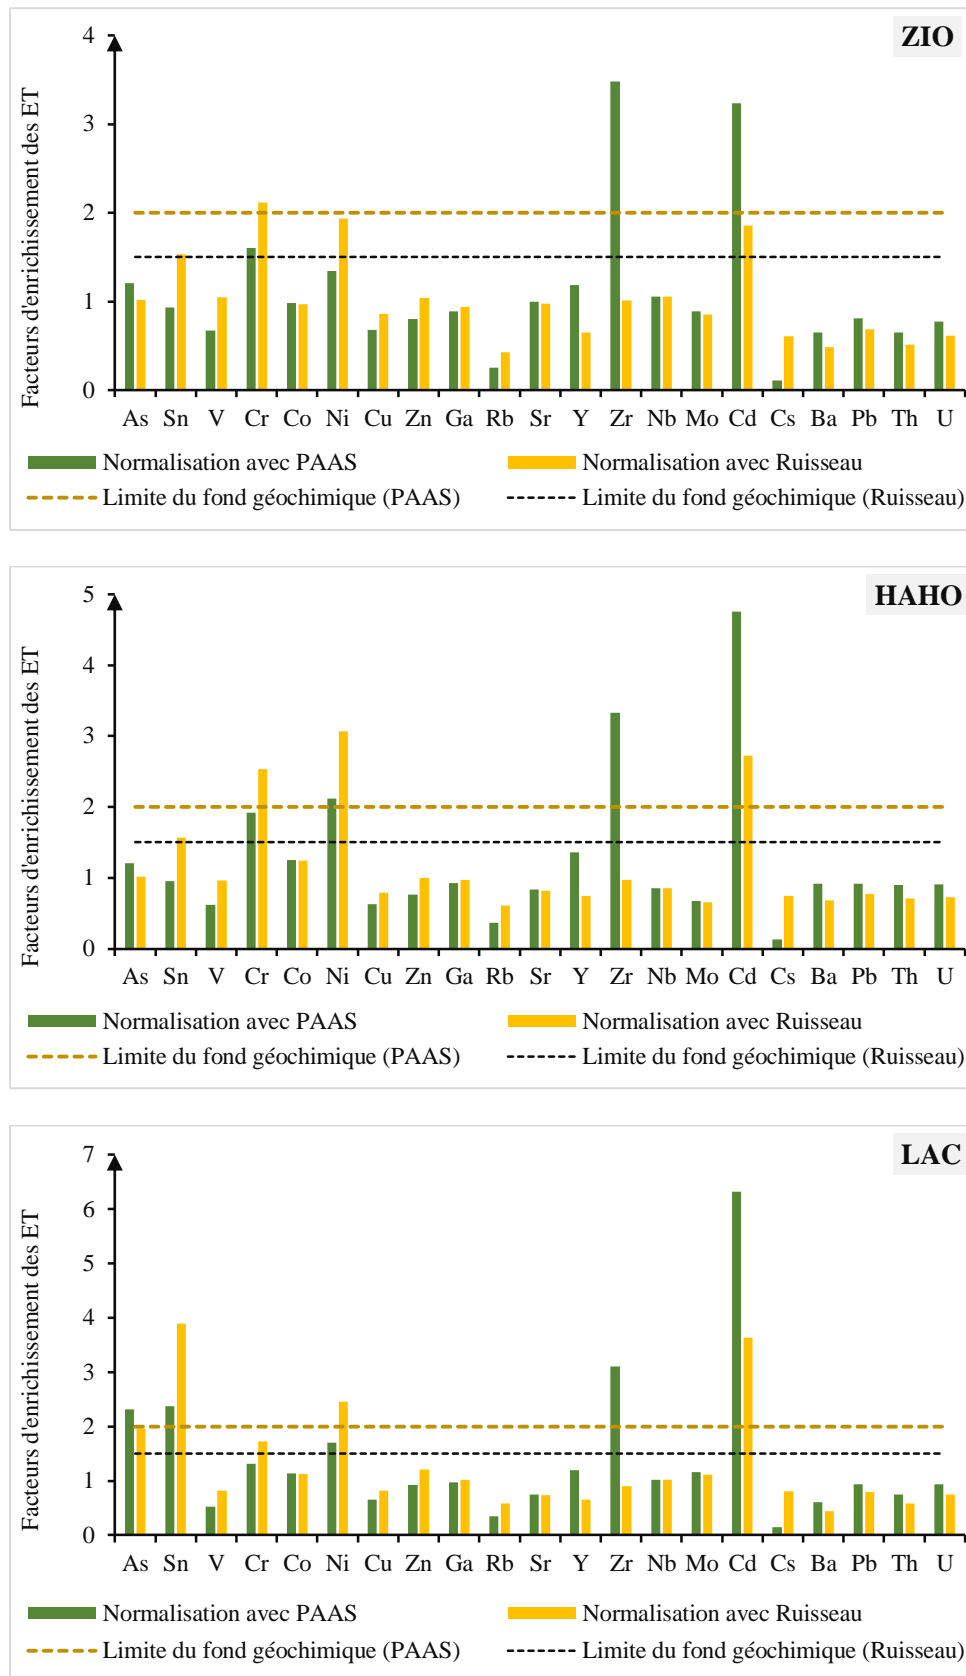 ZIO
Facteurs d'enrichissement des ET
4
3
2
1
0
As Sn V Cr Co Ni Cu Zn Ga Rb Sr Y Zr Nb Mo Cd Cs Ba Pb Th U
Normalisation avec PAAS Normalisation avec Ruisseau
Limite du fond géochimique (PAAS) Limite du fond géochimique (Ruisseau)
HAHO
Facteurs d'enrichissement des ET
5
4
3
2
1
0
As Sn V Cr Co Ni Cu Zn Ga Rb Sr Y Zr Nb Mo Cd Cs Ba Pb Th U
Normalisation avec PAAS Normalisation avec Ruisseau
Limite du fond géochimique (PAAS) Limite du fond géochimique (Ruisseau)
LAC
Facteurs d'enrichissement des ET
7
6
5
4
3
2
1
0
As Sn V Cr Co Ni Cu Zn Ga Rb Sr Y Zr Nb Mo Cd Cs Ba Pb Th U
Normalisation avec PAAS Normalisation avec Ruisseau
Limite du fond géochimique (PAAS) Limite du fond géochimique (Ruisseau)